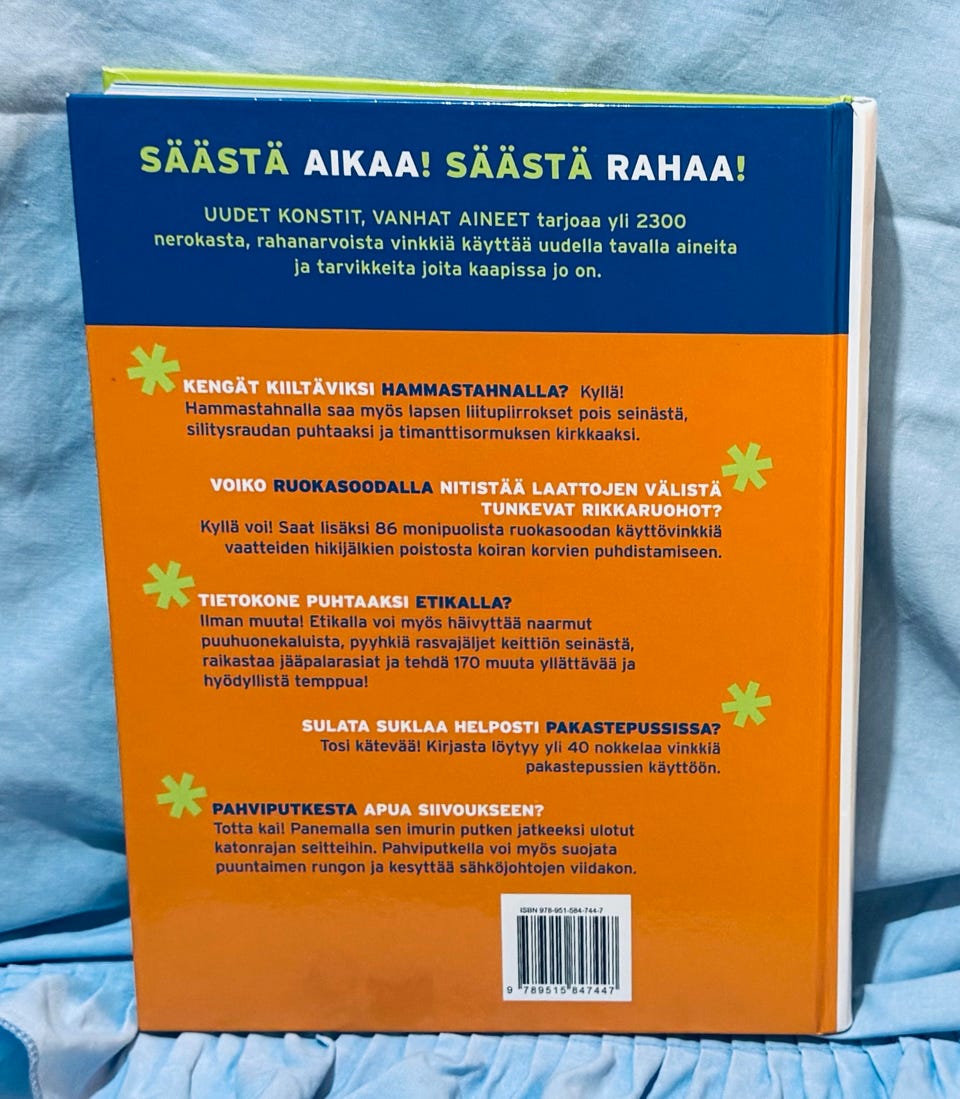 SÄÄSTÄ AIKAA! SÄÄSTÄ RAHAA!
UUDET KONSTIT, VANHAT AINEET tarjoaa yli 2300
nerokasta, rahanarvoista vinkkiä käyttää uudella tavalla aineita
ja tarvikkeita joita kaapissa jo on.
KENGÄT KIILTÄVIKSI HAMMASTAHNALLA? Kyllä!
Hammastahnalla saa myös lapsen liitupiirrokset pois seinästä,
silitysraudan puhtaaksi ja timanttisormuksen kirkkaaksi.
VOIKO RUOKASOODALLA NITISTÄÄ LAATTOJEN VÄLISTÄ
TUNKEVAT RIKKARUOHOT?
Kyllä voi! Saat lisäksi 86 monipuolista ruokasoodan käyttövinkkiä
vaatteiden hikijälkien poistosta koiran korvien puhdistamiseen.
TIETOKONE PUHTAAKSI ETIKALLA?
Ilman muuta! Etikalla voi myös häivyttää naarmut
puuhuonekaluista, pyyhkiä rasvajäljet keittiön seinästä,
raikastaa jääpalarasiat ja tehdä 170 muuta yllättävää ja
hyödyllistä temppua!
SULATA SUKLAA HELPOSTI PAKASTEPUSSISSA?
Tosi kätevää! Kirjasta löytyy yli 40 nokkelaa vinkkiä
pakastepussien käyttöön.
PAHVIPUTKESTA APUA SIIVOUKSEEN?
Totta kai! Panemalla sen imurin putken jatkeeksi ulotut
katonrajan seitteihin. Pahviputkella voi myös suojata
puuntaimen rungon ja kesyttää sähköjohtojen viidakon.
ISBN 978-951-584-744-7
9 789515 847447